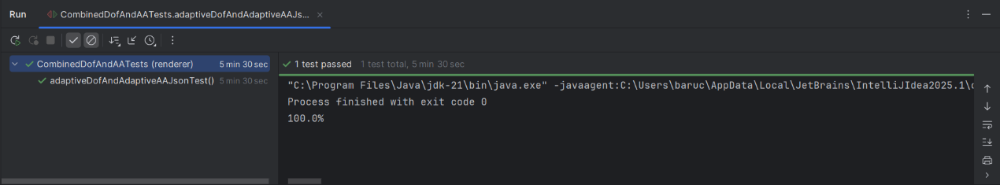 Run CombinedDofAndAATests.adaptiveDofAndAdaptiveAAJs...
CombinedDofAndAATests (renderer) 5 min 30 sec
adaptiveDofAndAdaptiveAAJsonTest() 5 min 30 sec
1 test passed 1 test total, 5 min 30 sec
"C:\Program Files\Java\jdk-21\bin\java.exe" -javaagent:C:\Users\baruc\AppData\Local\JetBrains\IntelliJIdea2025.1\
Process finished with exit code 0
100.0%